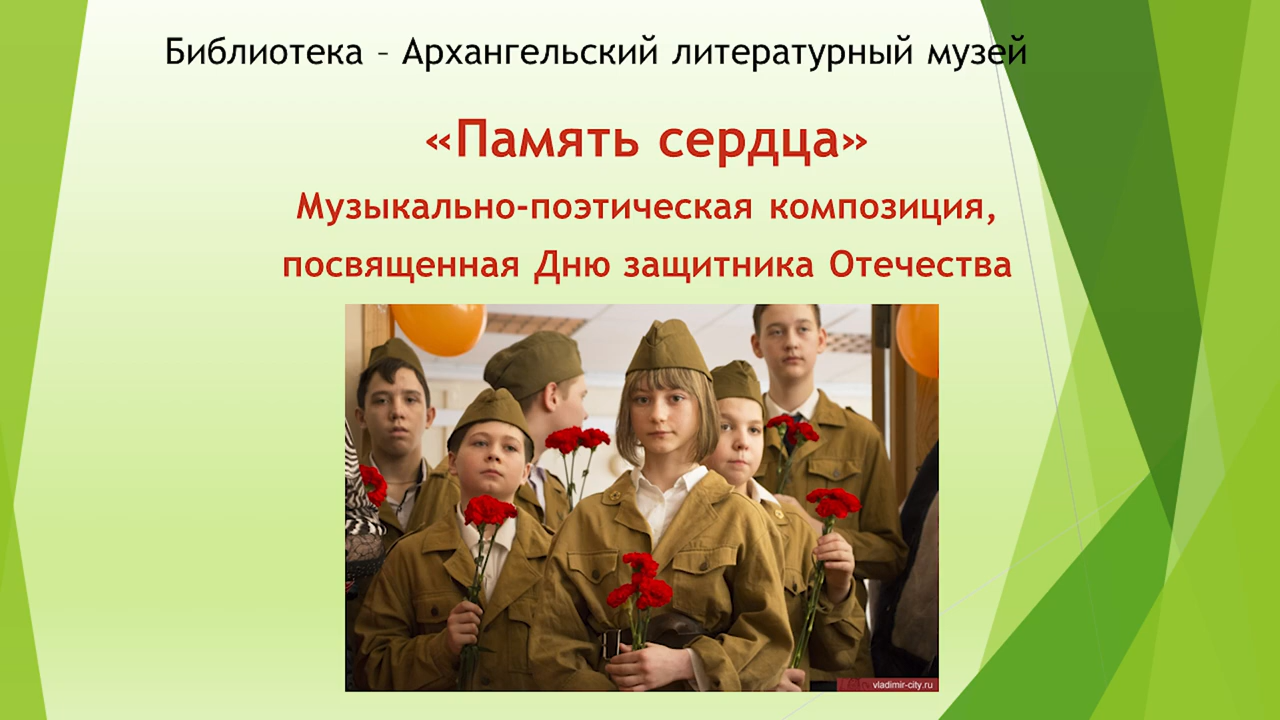 Библиотека – Архангельский литературный музей
«Память сердца»
Музыкально-поэтическая композиция,
посвященная Дню защитника Отечества
vladimir-city.ru